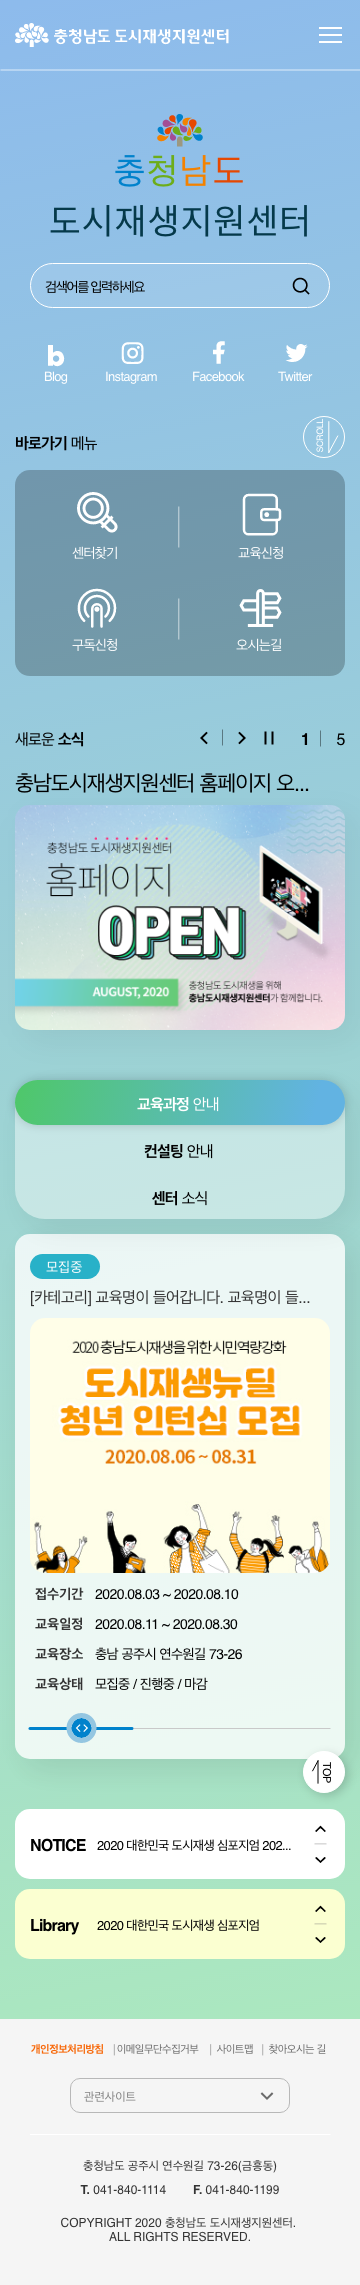 충청남도 도시재생지원센터
충청남도
도시재생지원센터
검색어를 입력하세요
Blog Instagram Facebook Twitter
SCROLL
바로가기 메뉴
센터찾기 교육신청
구독신청 오시는길
새로운 소식 1 5
충남도시재생지원센터 홈페이지 오...
충청남도 도시재생지원센터
홈페이지
OPEN
AUGUST, 2020
충청남도 도시재생을 위해
충남도시재생지원센터가 함께합니다.
교육과정 안내
컨설팅 안내
센터 소식
모집중
[카테고리] 교육명이 들어갑니다. 교육명이 들...
2020 충남도시재생을 위한 시민역량강화
도시재생뉴딜
청년 인턴십 모집
2020.08.06 ~ 08.31
접수기간 2020.08.03 ~ 2020.08.10
교육일정 2020.08.11 ~ 2020.08.30
교육장소 충남 공주시 연수원길 73-26
교육상태 모집중 / 진행중 / 마감
TOP
NOTICE 2020 대한민국 도시재생 심포지엄 202...
Library 2020 대한민국 도시재생 심포지엄
개인정보처리방침 | 이메일무단수집거부 | 사이트맵 | 찾아오시는 길
관련사이트
충청남도 공주시 연수원길 73-26(금흥동)
T. 041-840-1114 F. 041-840-1199
COPYRIGHT 2020 충청남도 도시재생지원센터.
ALL RIGHTS RESERVED.